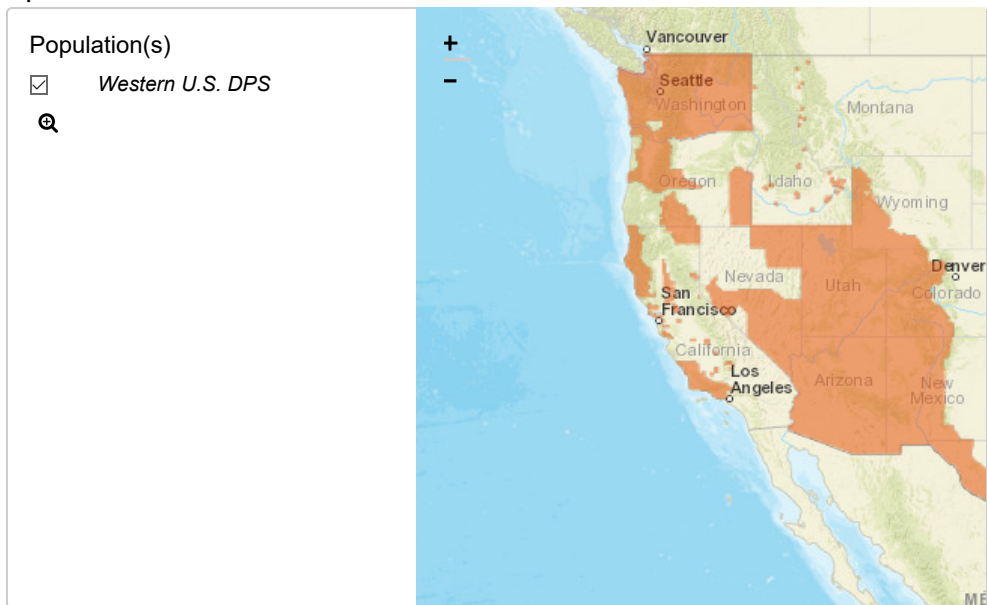 Population(s)
Western U.S. DPS
+
−
Vancouver
Seattle
Washington
Montana
Oregon
Idaho
Wyoming
Nevada
Utah
Denver
Colorado
San
Francisco
California
Los
Angeles
Arizona
New
Mexico